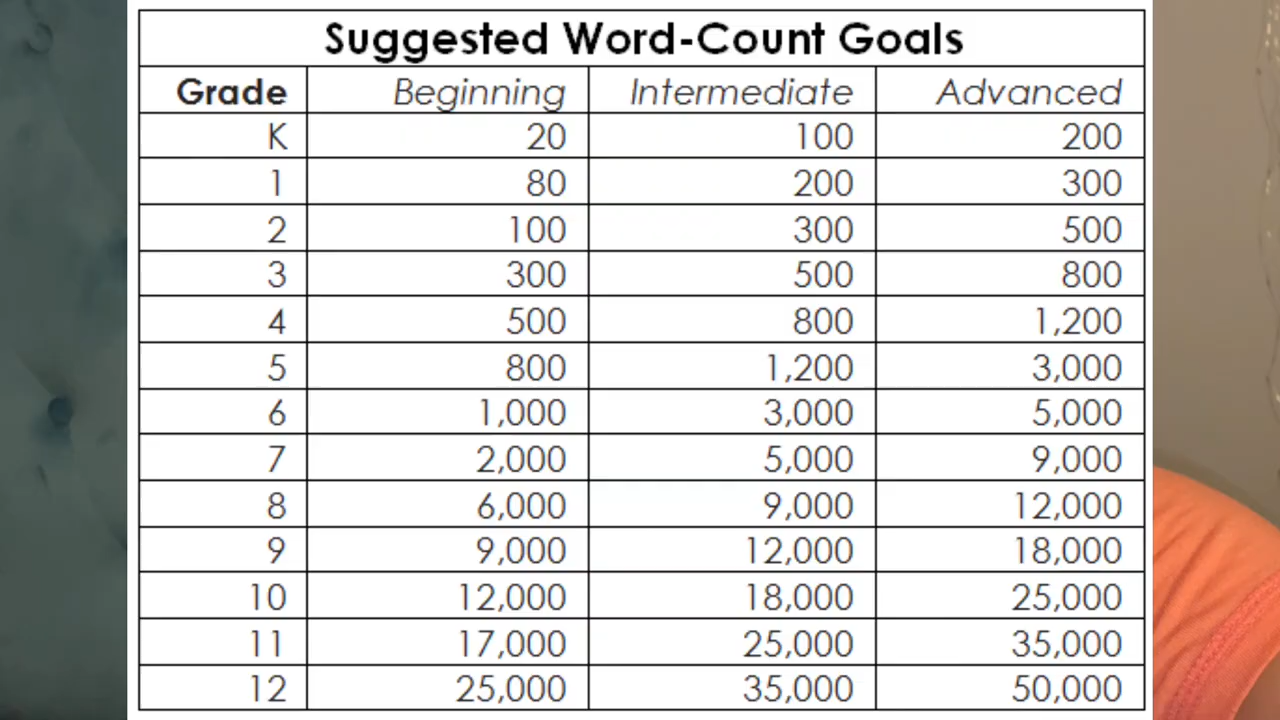 Suggested Word-Count Goals
Grade Beginning Intermediate Advanced
K 20 100 200
1 80 200 300
2 100 300 500
3 300 500 800
4 500 800 1,200
5 800 1,200 3,000
6 1,000 3,000 5,000
7 2,000 5,000 9,000
8 6,000 9,000 12,000
9 9,000 12,000 18,000
10 12,000 18,000 25,000
11 17,000 25,000 35,000
12 25,000 35,000 50,000